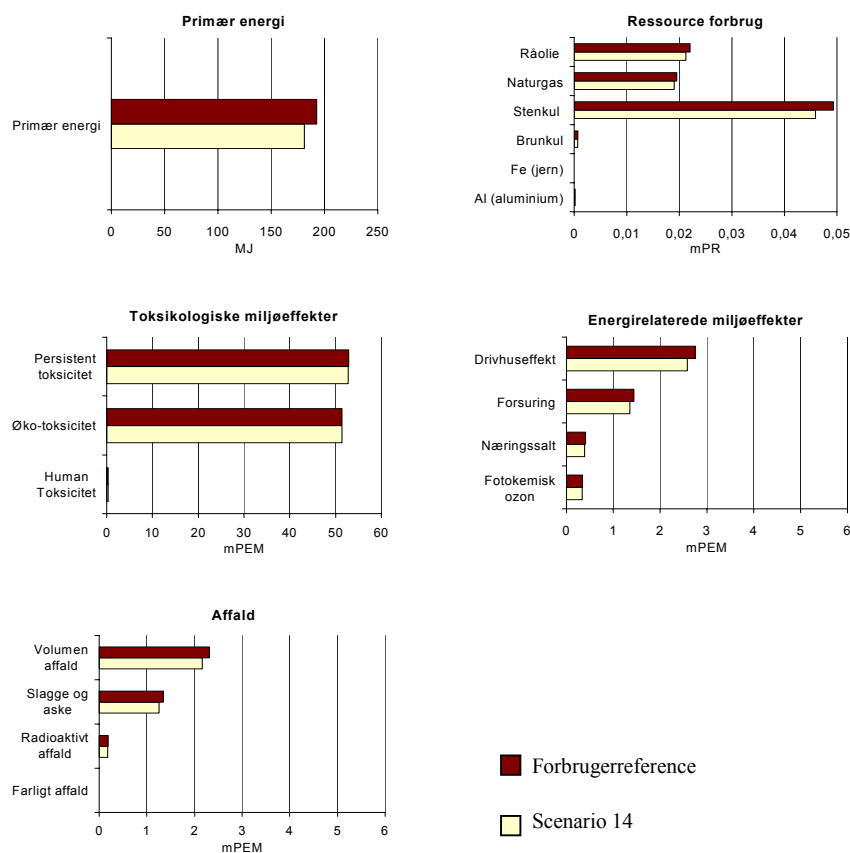 Primær energi
Primær energi
0 50 100 150 200 250
MJ
Ressource forbrug
Råolie
Naturgas
Stenkul
Brunkul
Fe (jern)
Al (aluminium)
0 0,01 0,02 0,03 0,04 0,05
mPR
Toksikologiske miljøeffekter
Persistent
toksicitet
Øko-toksicitet
Human
Toksicitet
0 10 20 30 40 50 60
mPEM
Energirelaterede miljøeffekter
Drivhuseffekt
Forsuring
Næringssalt
Fotokemisk
ozon
0 1 2 3 4 5 6
mPEM
Affald
Volumen
affald
Slagge og
aske
Radioaktivt
affald
Farligt affald
0 1 2 3 4 5 6
mPEM
Forbrugerreference
Scenario 14